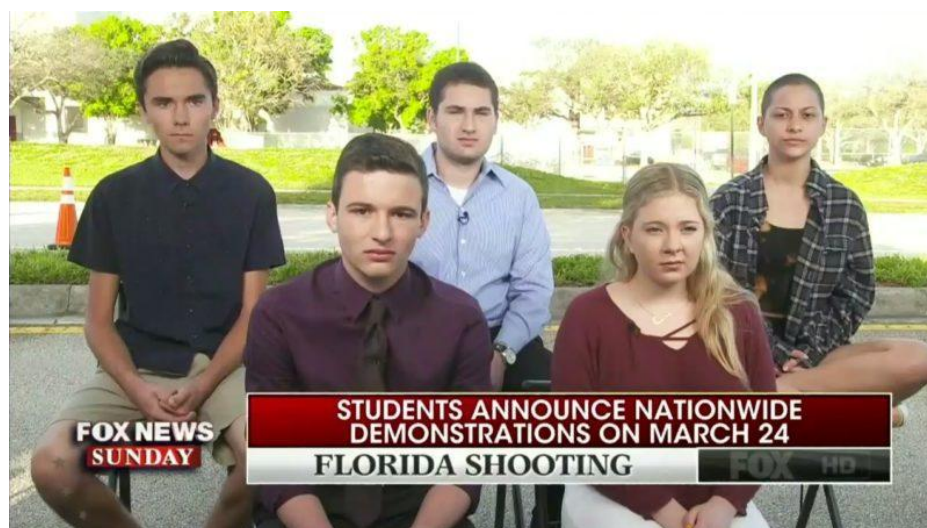 STUDENTS ANNOUNCE NATIONWIDE
DEMONSTRATIONS ON MARCH 24
FOX NEWS
SUNDAY
FLORIDA SHOOTING
FOX HD